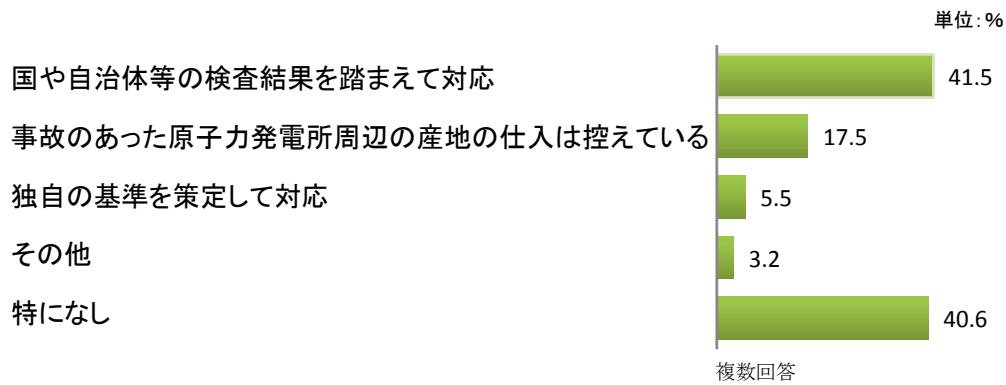 単位:%
国や自治体等の検査結果を踏まえて対応 41.5
事故のあった原子力発電所周辺の産地の仕入は控えている 17.5
独自の基準を策定して対応 5.5
その他 3.2
特になし 40.6
複数回答